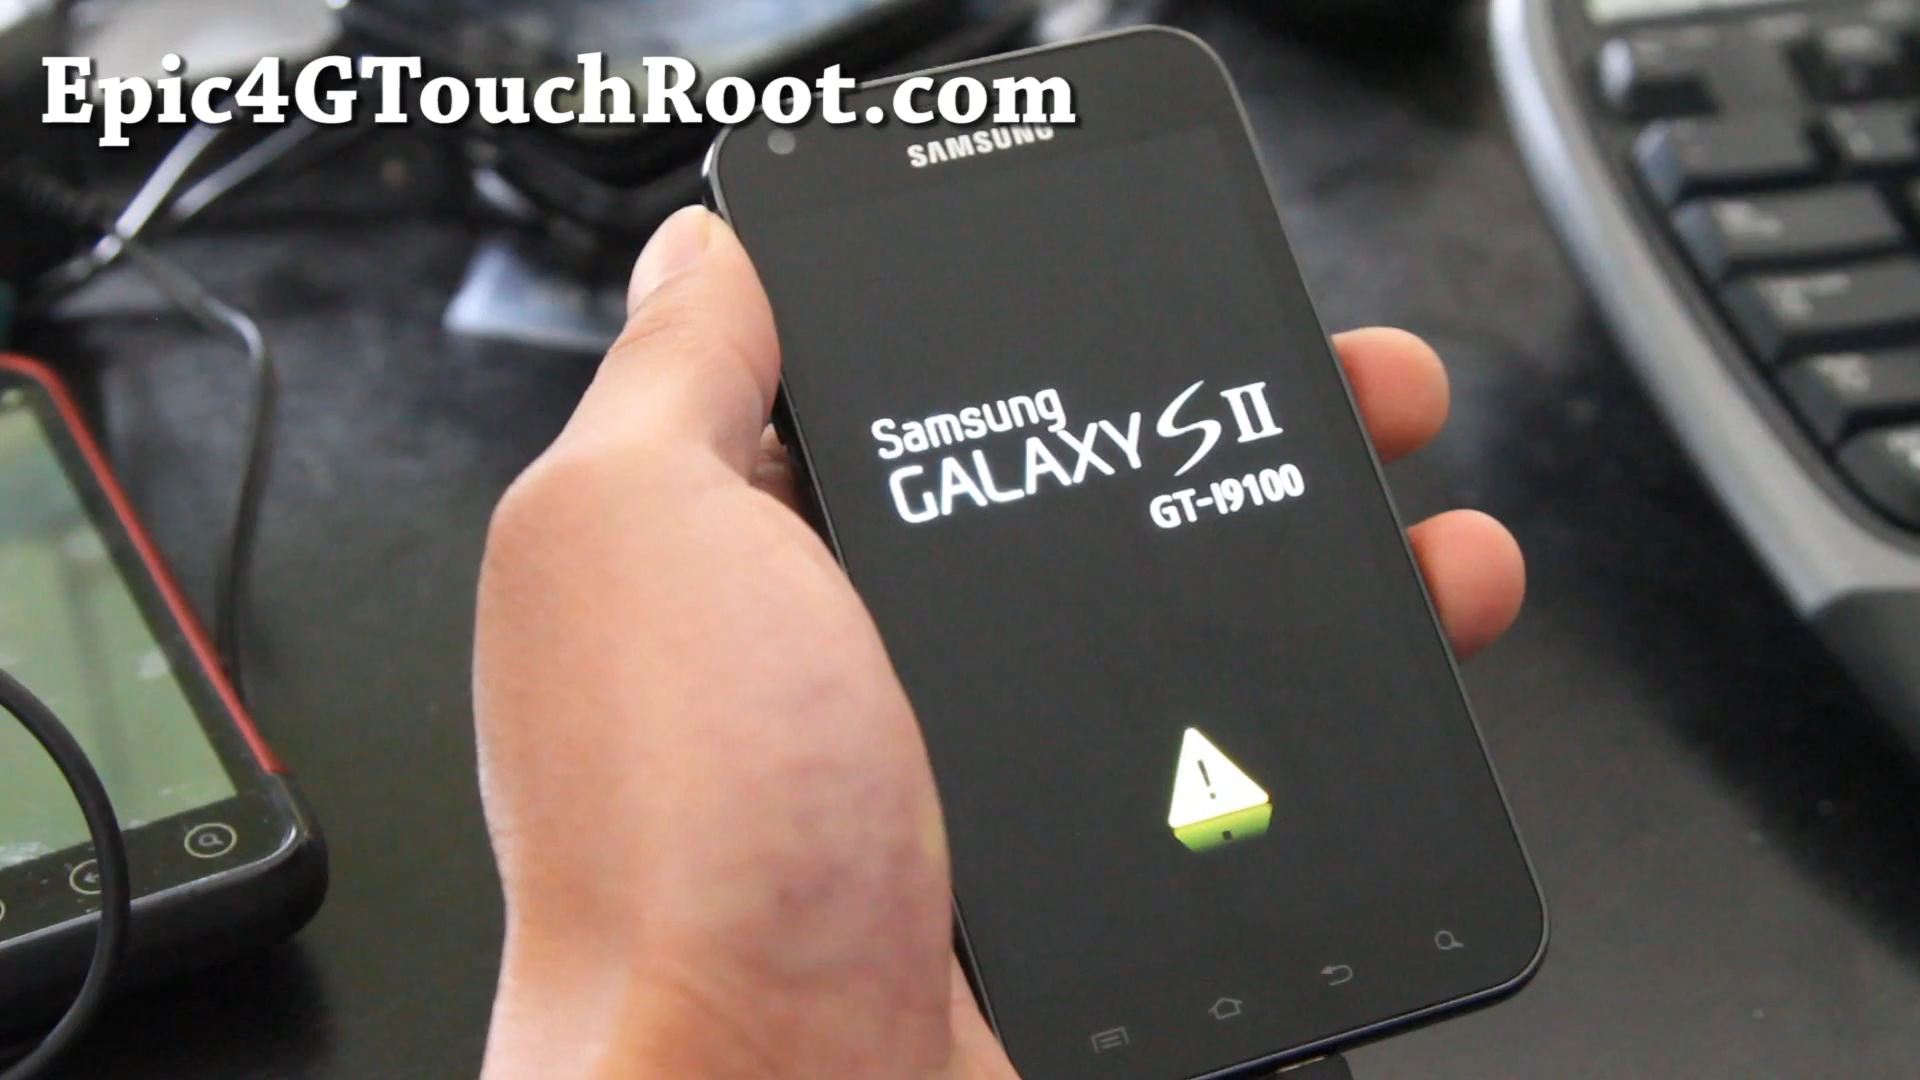 Epic4GTouchRoot.com
SAMSUNG
Samsung
GALAXY S II
GT-I9100
!